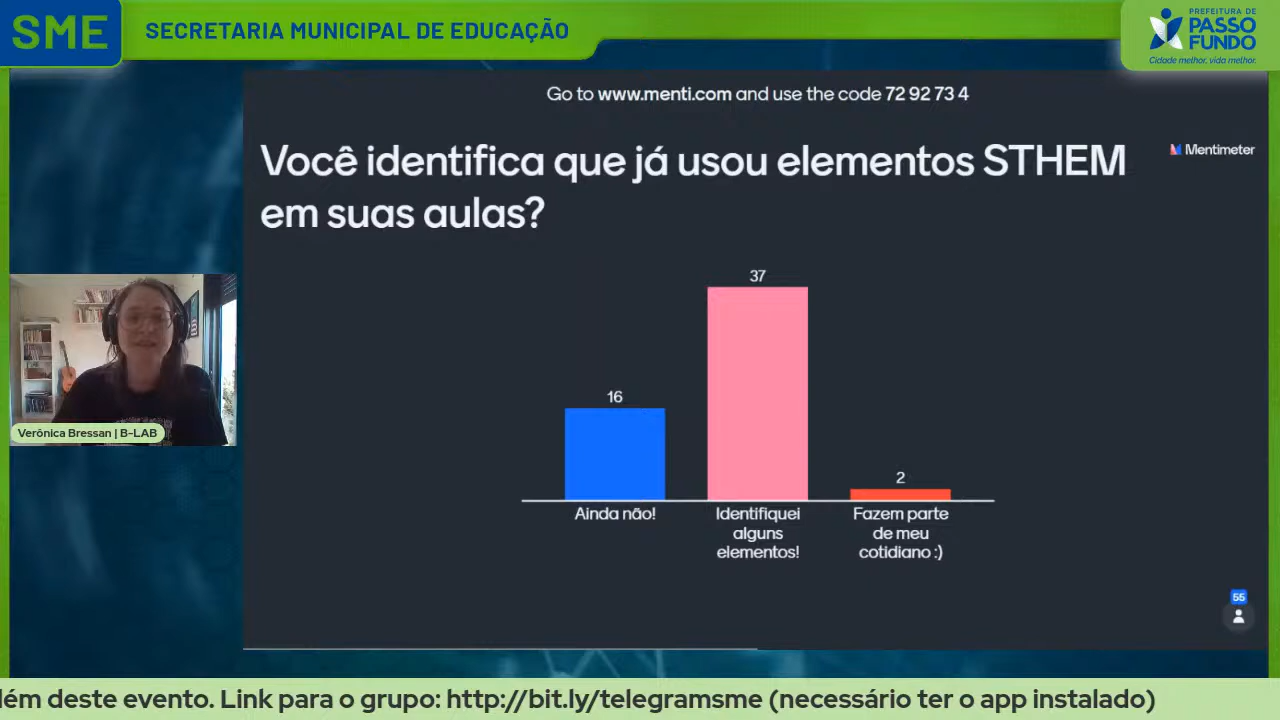 SME
SECRETARIA MUNICIPAL DE EDUCAÇÃO
PREFEITURA DE
PASSO
FUNDO
Cidade melhor, vida melhor.
Go to www.menti.com and use the code 72 92 73 4
Mentimeter
Você identifica que já usou elementos STHEM
em suas aulas?
37
16
2
Ainda não!
Identifiquei
alguns
elementos!
Fazem parte
de meu
cotidiano :)
Verônica Bressan | B-LAB
55
lém deste evento. Link para o grupo: http://bit.ly/telegramsme (necessário ter o app instalado)